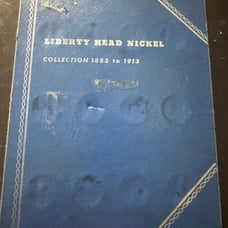 LIBERTY HEAD NICKEL
COLLECTION 1883 to 1913